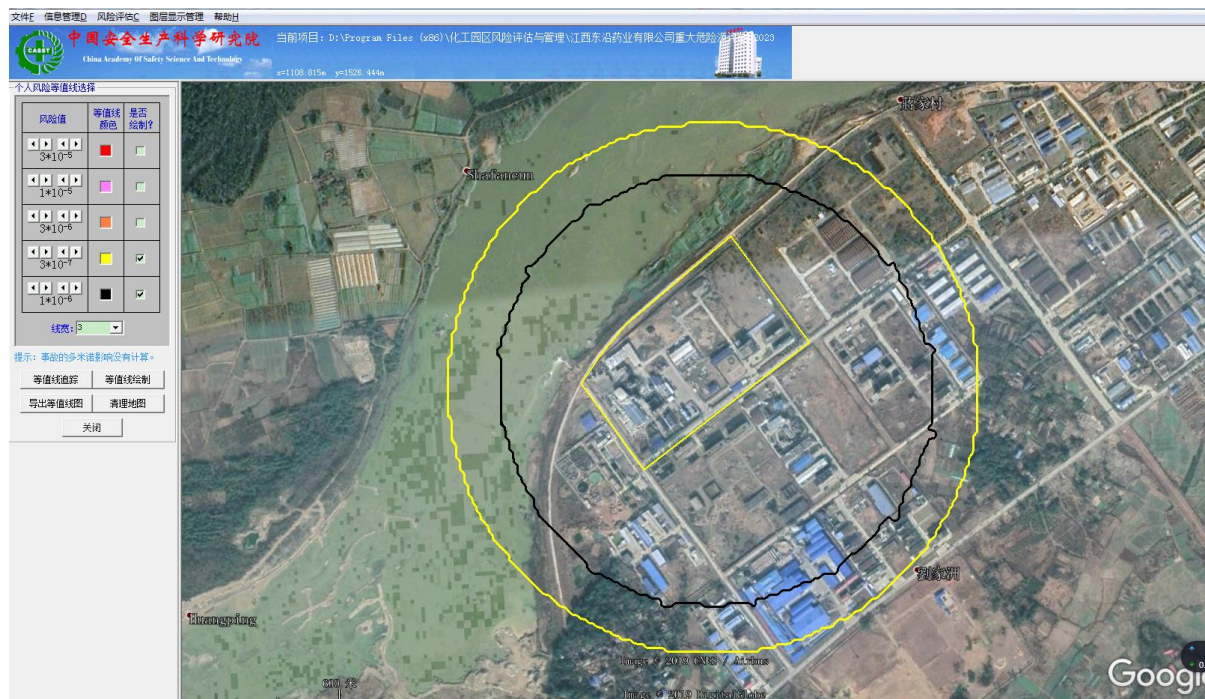 文件F 信息管理D 风险评估C 图层显示管理 帮助H
CASST
中国安全生产科学研究院
China Academy Of Safety Science And Technology
当前项目: D:\Program Files (x86)\化工园区风险评估与管理\江西东沿药业有限公司重大危险
2023
x=1108.815m y=1526.444m
个人风险等值线选择
风险值
等值线颜色
是否绘制?
3*10-5
1*10-5
3*10-6
3*10-7
1*10-6
线宽: 3
提示: 事故的多米诺影响没有计算。
等值线追踪 等值线绘制
导出等值线图 清理地图
关闭
Shafancun
Huangping
Image © 2019 CNES / Airbus
Image © 2019 DigitalGlobe
Google